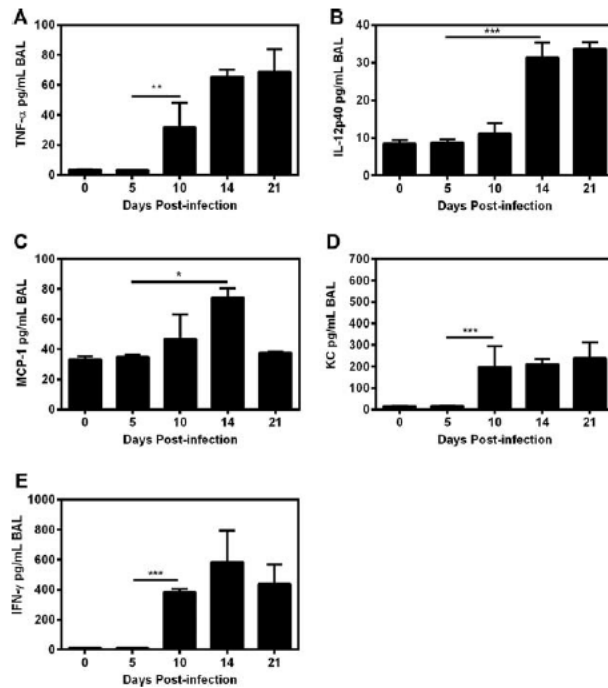 A
TNF-α pg/mL BAL
100
80
60
40
20
0
**
0 5 10 14 21
Days Post-infection
B
IL-12p40 pg/mL BAL
40
30
20
10
0
***
0 5 10 14 21
Days Post-infection
C
MCP-1 pg/mL BAL
100
80
60
40
20
0
*
0 5 10 14 21
Days Post-infection
D
KC pg/mL BAL
700
600
500
400
300
200
100
0
***
0 5 10 14 21
Days Post-infection
E
IFN-γ pg/mL BAL
1000
800
600
400
200
0
***
0 5 10 14 21
Days Post-infection